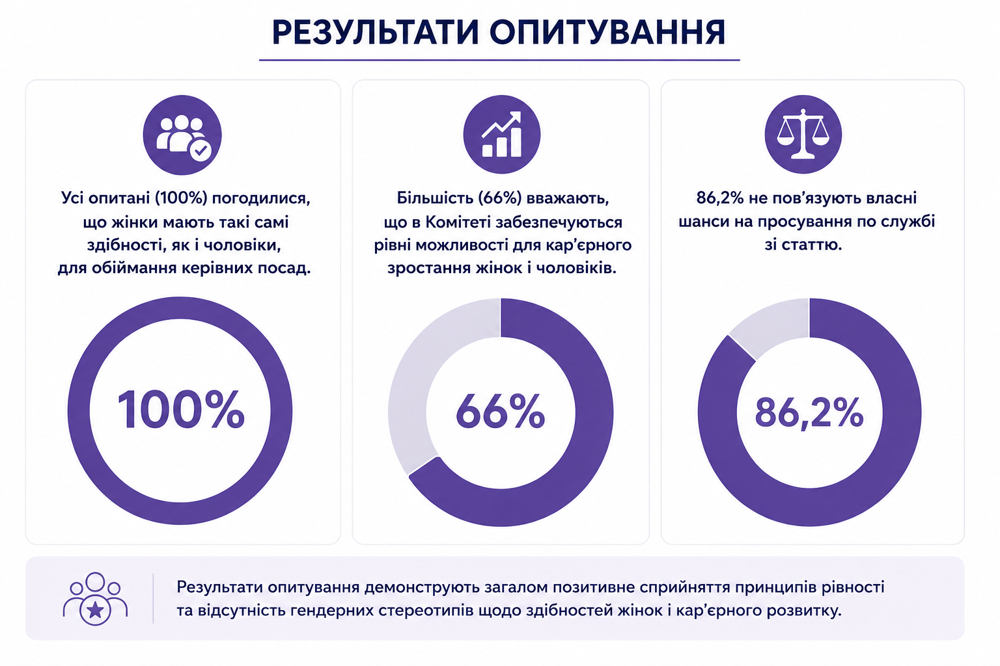 РЕЗУЛЬТАТИ ОПИТУВАННЯ
Усі опитані (100%) погодилися,
що жінки мають такі самі
здібності, як і чоловіки,
для обіймання керівних посад.
100%
Більшість (66%) вважають,
що в Комітеті забезпечуються
рівні можливості для кар’єрного
зростання жінок і чоловіків.
66%
86,2% не пов’язують власні
шанси на просування по службі
зі статтю.
86,2%
Результати опитування демонструють загалом позитивне сприйняття принципів рівності
та відсутність гендерних стереотипів щодо здібностей жінок і кар’єрного розвитку.